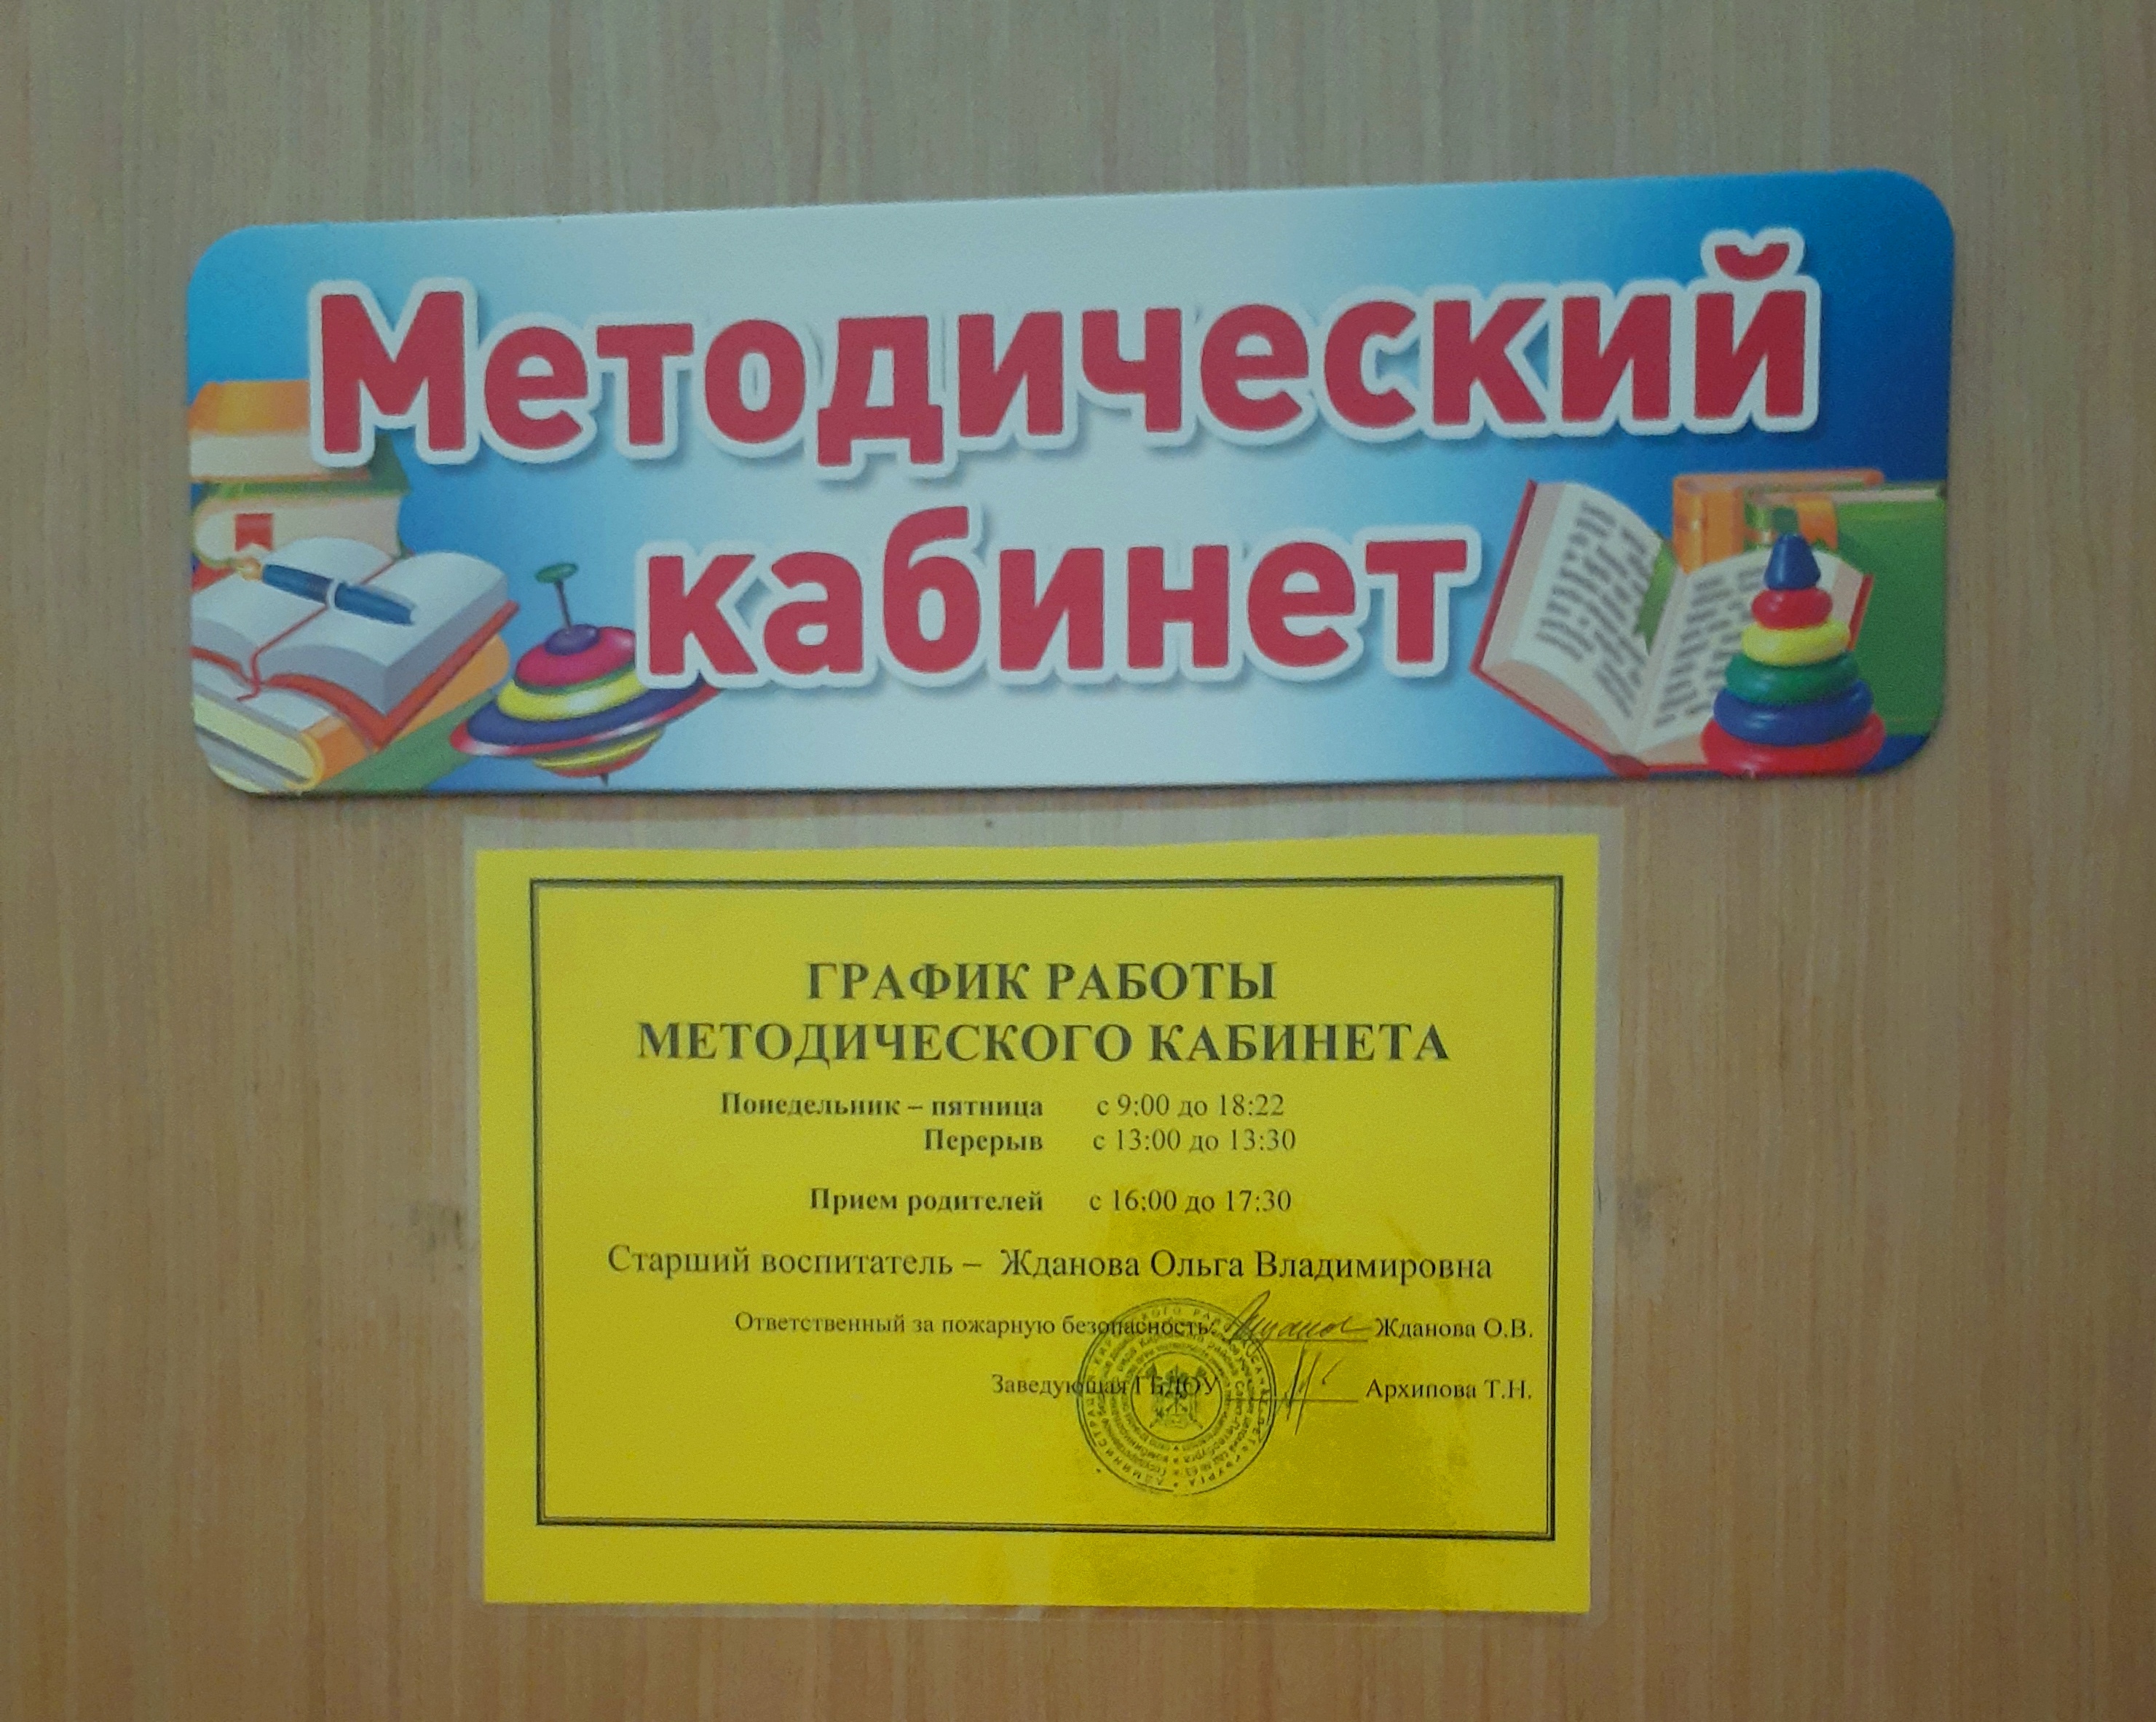 Методический
кабинет
ГРАФИК РАБОТЫ
МЕТОДИЧЕСКОГО КАБИНЕТА
Понедельник – пятница с 9:00 до 18:22
Перерыв с 13:00 до 13:30
Прием родителей с 16:00 до 17:30
Старший воспитатель – Жданова Ольга Владимировна
Ответственный за пожарную безопасность: Жданова О.В.
Заведующая ГБДОУ Архипова Т.Н.